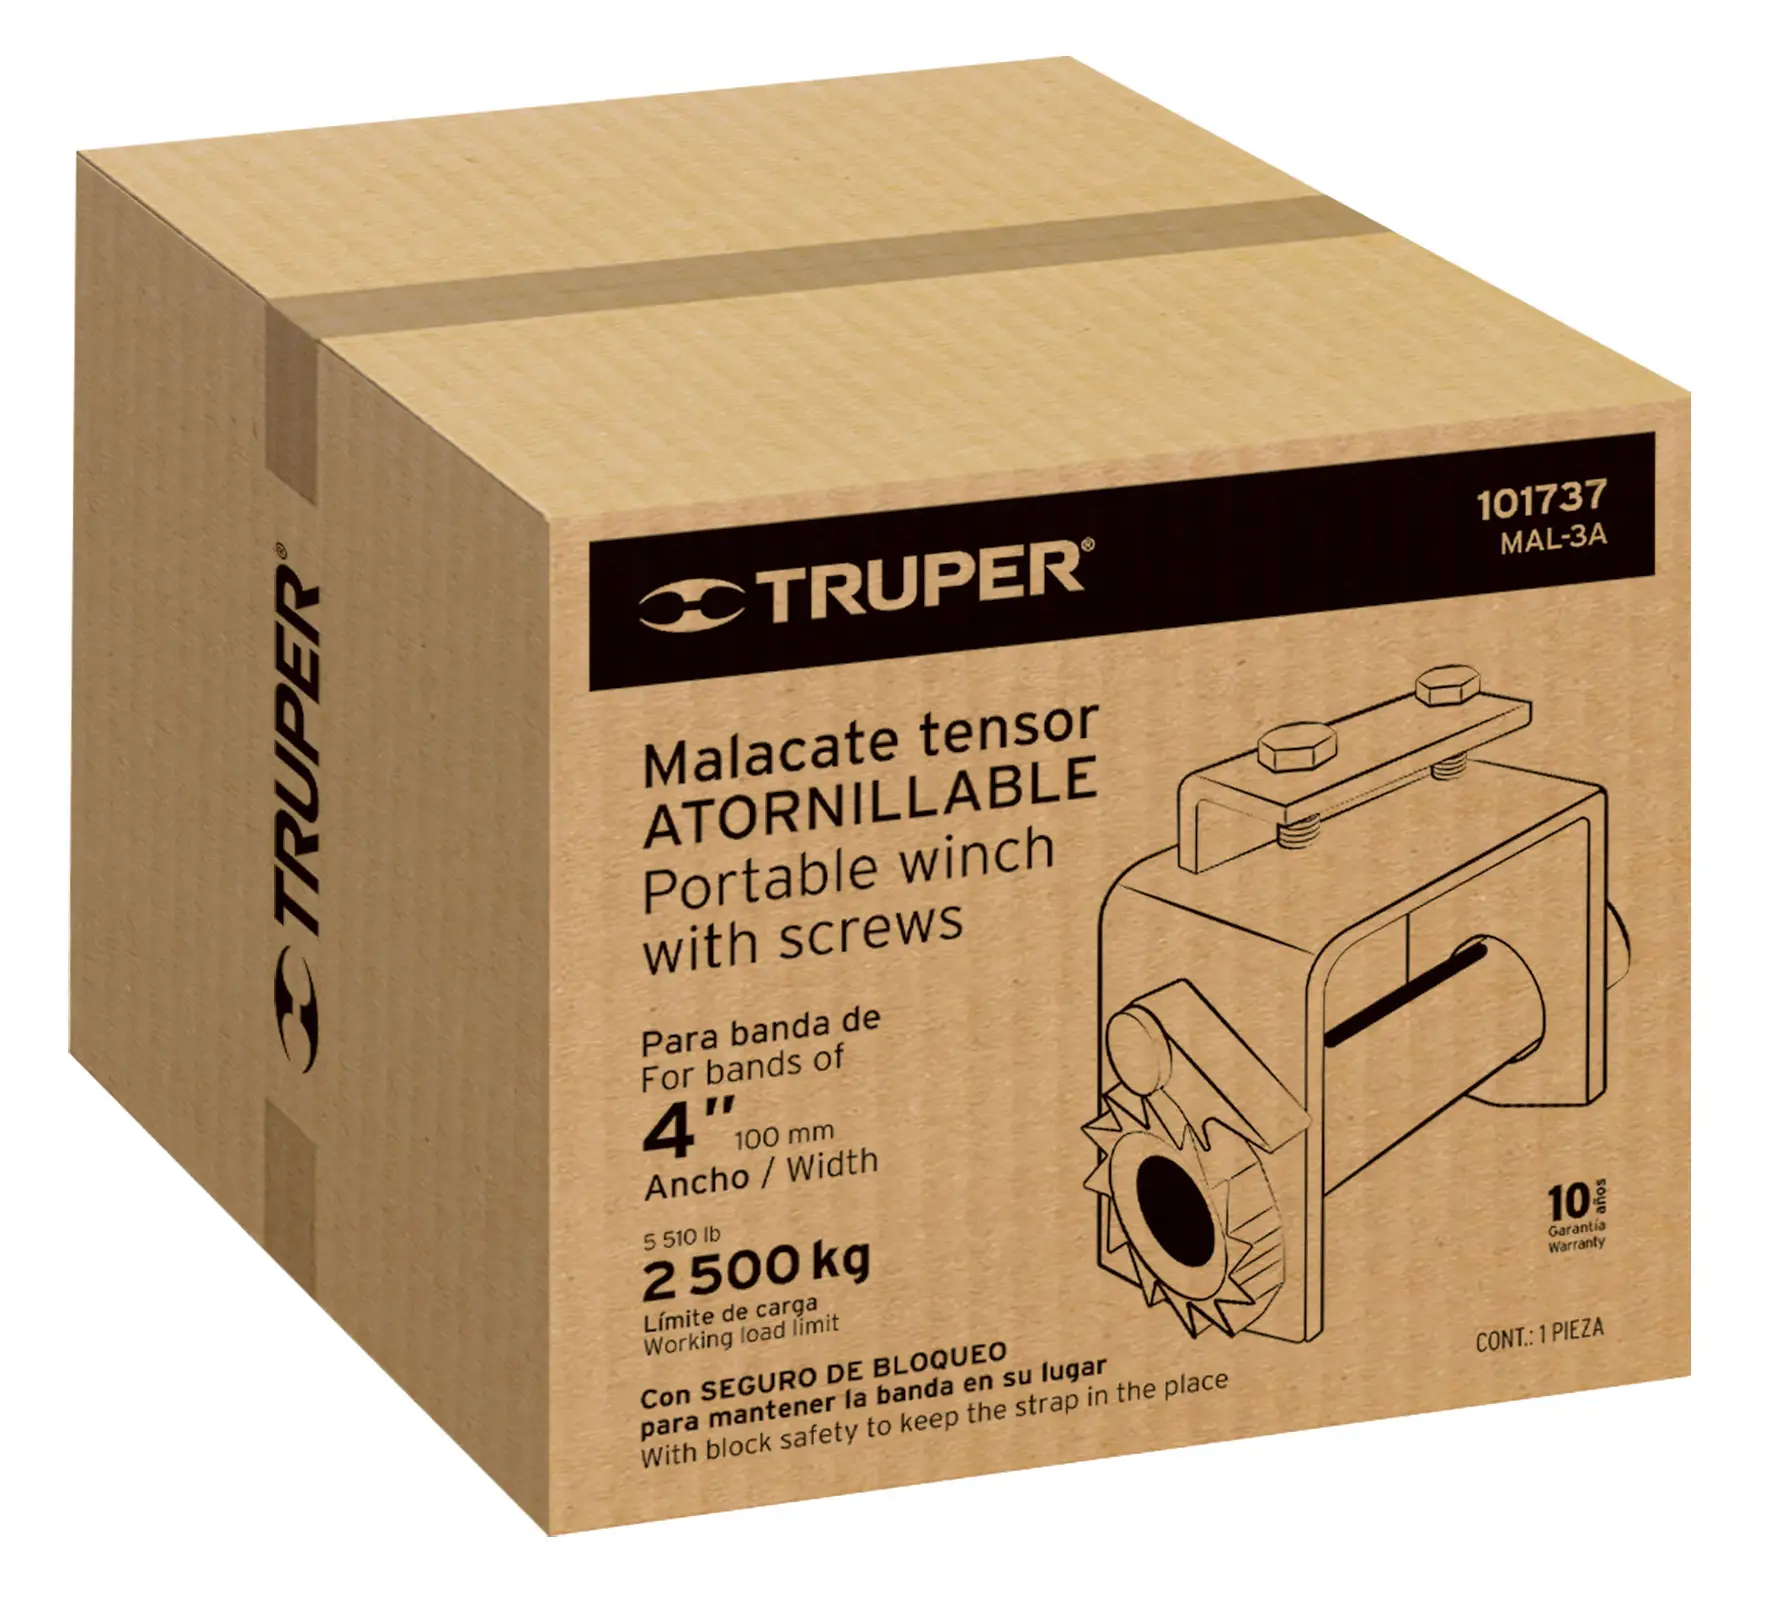 TRUPER®
TRUPER®
101737
MAL-3A
Malacate tensor
ATORNILLABLE
Portable winch
with screws
Para banda de
For bands of
4" 100 mm
Ancho / Width
5 510 lb
2 500 kg
Límite de carga
Working load limit
Con SEGURO DE BLOQUEO
para mantener la banda en su lugar
With block safety to keep the strap in the place
10 años
Garantía
Warranty
CONT.: 1 PIEZA